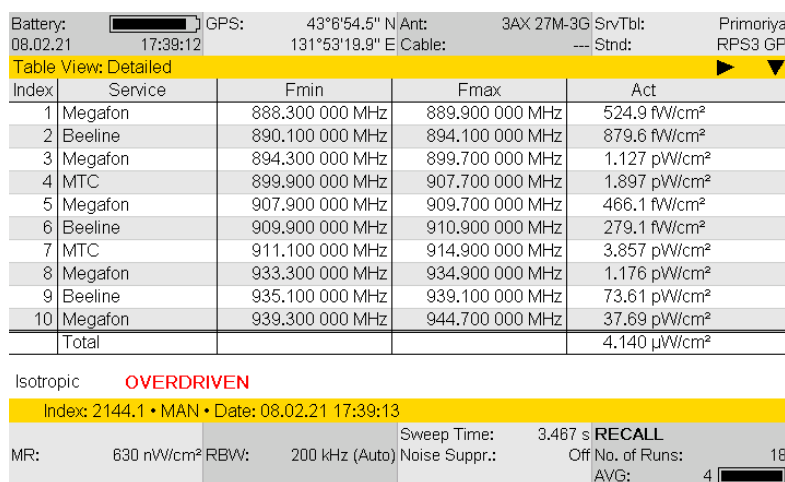 Battery: GPS: 43°6'54.5" N Ant: 3AX 27M-3G SrvTbl: Primoriya
08.02.21 17:39:12 131°53'19.9" E Cable: --- Stnd: RPS3 GP
Table View: Detailed
Index Service Fmin Fmax Act
1 Megafon 888.300 000 MHz 889.900 000 MHz 524.9 fW/cm²
2 Beeline 890.100 000 MHz 894.100 000 MHz 879.6 fW/cm²
3 Megafon 894.300 000 MHz 899.700 000 MHz 1.127 pW/cm²
4 MTC 899.900 000 MHz 907.700 000 MHz 1.897 pW/cm²
5 Megafon 907.900 000 MHz 909.700 000 MHz 466.1 fW/cm²
6 Beeline 909.900 000 MHz 910.900 000 MHz 279.1 fW/cm²
7 MTC 911.100 000 MHz 914.900 000 MHz 3.857 pW/cm²
8 Megafon 933.300 000 MHz 934.900 000 MHz 1.176 pW/cm²
9 Beeline 935.100 000 MHz 939.100 000 MHz 73.61 pW/cm²
10 Megafon 939.300 000 MHz 944.700 000 MHz 37.69 pW/cm²
Total 4.140 µW/cm²
Isotropic OVERDRIVEN
Index: 2144.1 • MAN • Date: 08.02.21 17:39:13
Sweep Time: 3.467 s RECALL
MR: 630 nW/cm² RBW: 200 kHz (Auto) Noise Suppr.: Off No. of Runs: 18
AVG: 4